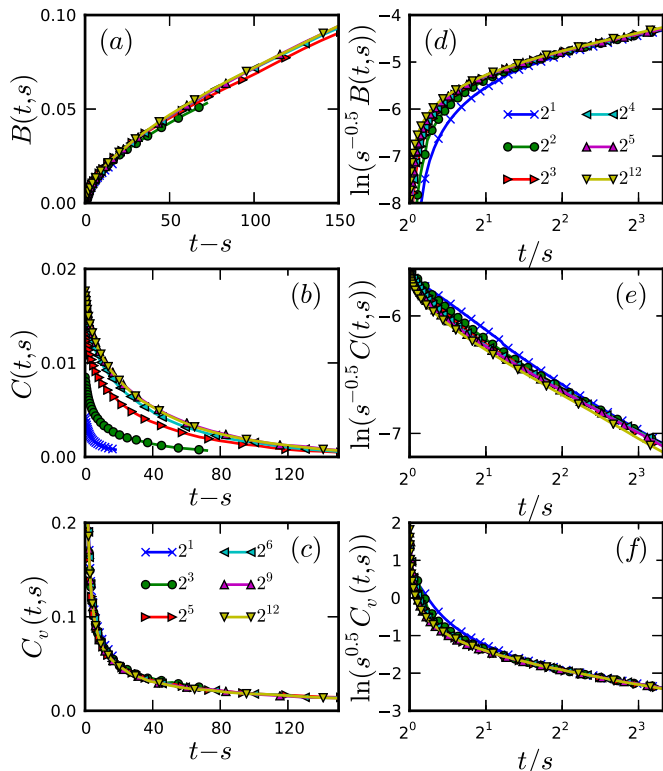 (a)
B(t,s)
0.10
0.05
0.00
0 50 100 150
t−s
(d)
ln(s^{-0.5} B(t,s))
−4
−5
−6
−7
−8
2^1 2^4
2^2 2^5
2^3 2^12
2^0 2^1 2^2 2^3
t/s
(b)
C(t,s)
0.02
0.01
0.00
0 40 80 120
t−s
(e)
ln(s^{-0.5} C(t,s))
−6
−7
2^0 2^1 2^2 2^3
t/s
(c)
C_v(t,s)
0.2
0.1
0.0
2^1 2^6
2^3 2^9
2^5 2^12
0 40 80 120
t−s
(f)
ln(s^{0.5} C_v(t,s))
2
1
0
−1
−2
−3
2^0 2^1 2^2 2^3
t/s